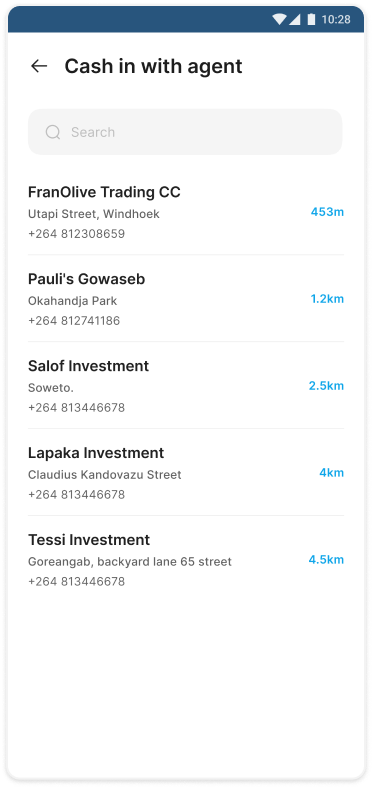 10:28
Cash in with agent
Search
FranOlive Trading CC
Utapi Street, Windhoek
453m
+264 812308659
Pauli's Gowaseb
Okahandja Park
1.2km
+264 812741186
Salof Investment
Soweto.
2.5km
+264 813446678
Lapaka Investment
Claudius Kandovazu Street
4km
+264 813446678
Tessi Investment
Goreangab, backyard lane 65 street
4.5km
+264 813446678